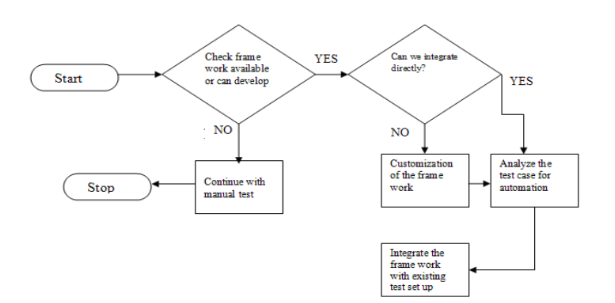 Start
Check frame
work available
or can develop
YES
Can we integrate
directly?
YES
NO
NO
Stop
Continue with
manual test
Customization
of the frame
work
Analyze the
test case for
automation
Integrate the
frame work
with existing
test set up